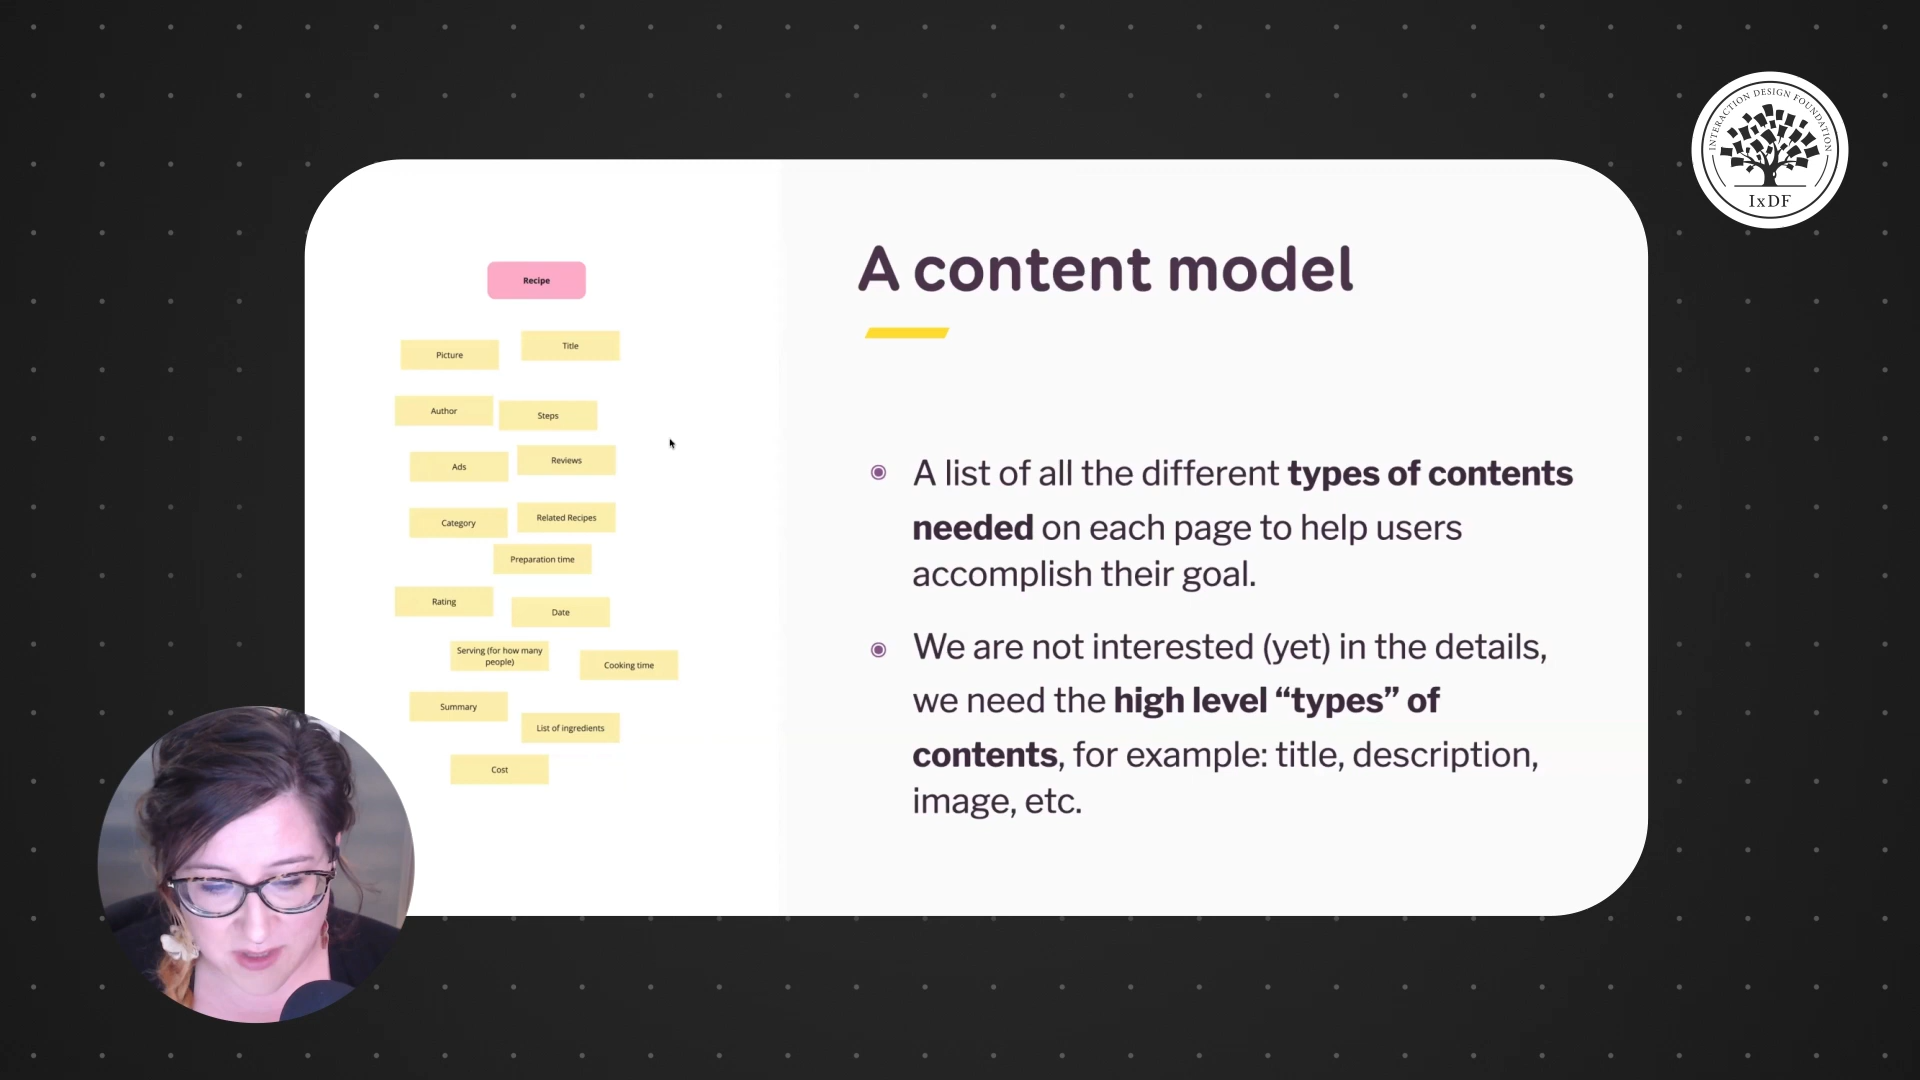 INTERACTION DESIGN FOUNDATION
IxDF
Recipe
Picture
Title
Author
Steps
Ads
Reviews
Category
Related Recipes
Preparation time
Rating
Date
Serving (for how many
people)
Cooking time
Summary
List of ingredients
Cost
A content model
A list of all the different types of contents
needed on each page to help users
accomplish their goal.
We are not interested (yet) in the details,
we need the high level “types” of
contents, for example: title, description,
image, etc.